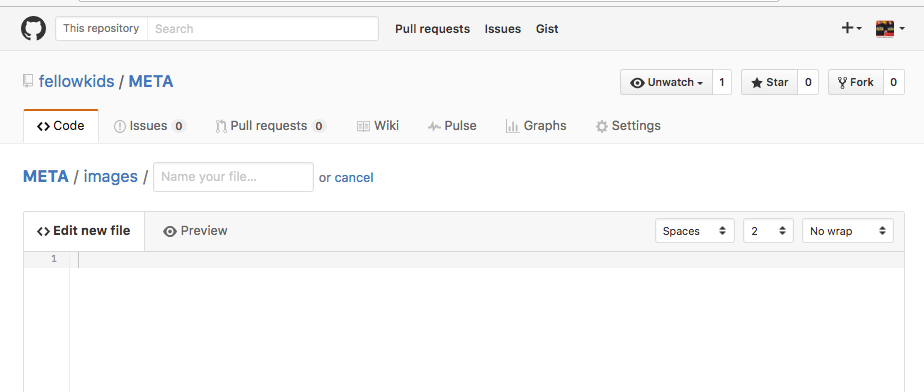 This repository Search Pull requests Issues Gist
fellowkids / META Unwatch 1 Star 0 Fork 0
Code Issues 0 Pull requests 0 Wiki Pulse Graphs Settings
META / images / Name your file... or cancel
Edit new file Preview Spaces 2 No wrap
1